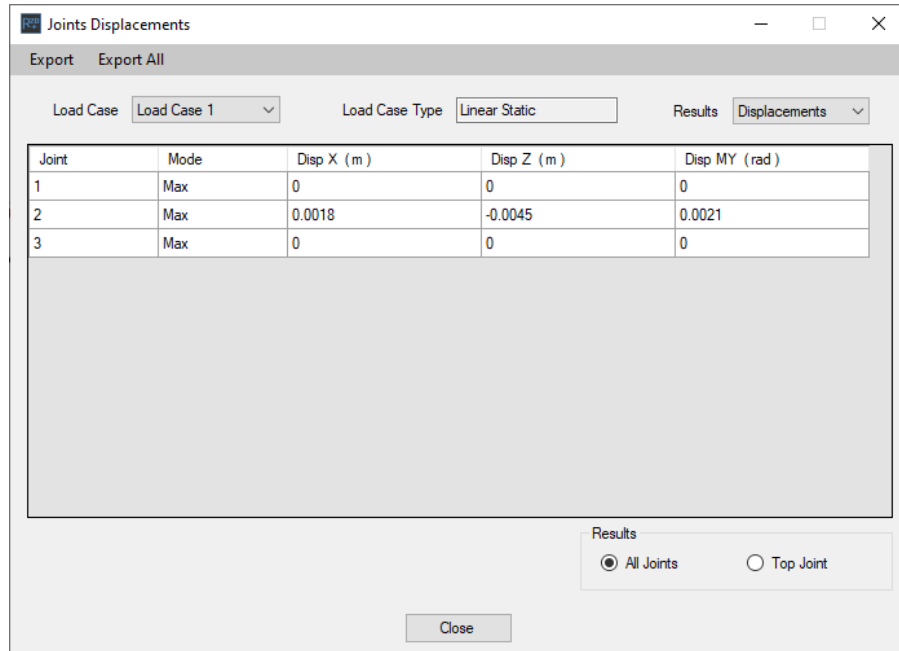 Joints Displacements
Export Export All
Load Case Load Case 1 Load Case Type Linear Static Results Displacements
Joint Mode Disp X ( m ) Disp Z ( m ) Disp MY ( rad )
1 Max 0 0 0
2 Max 0.0018 -0.0045 0.0021
3 Max 0 0 0
Results
All Joints Top Joint
Close